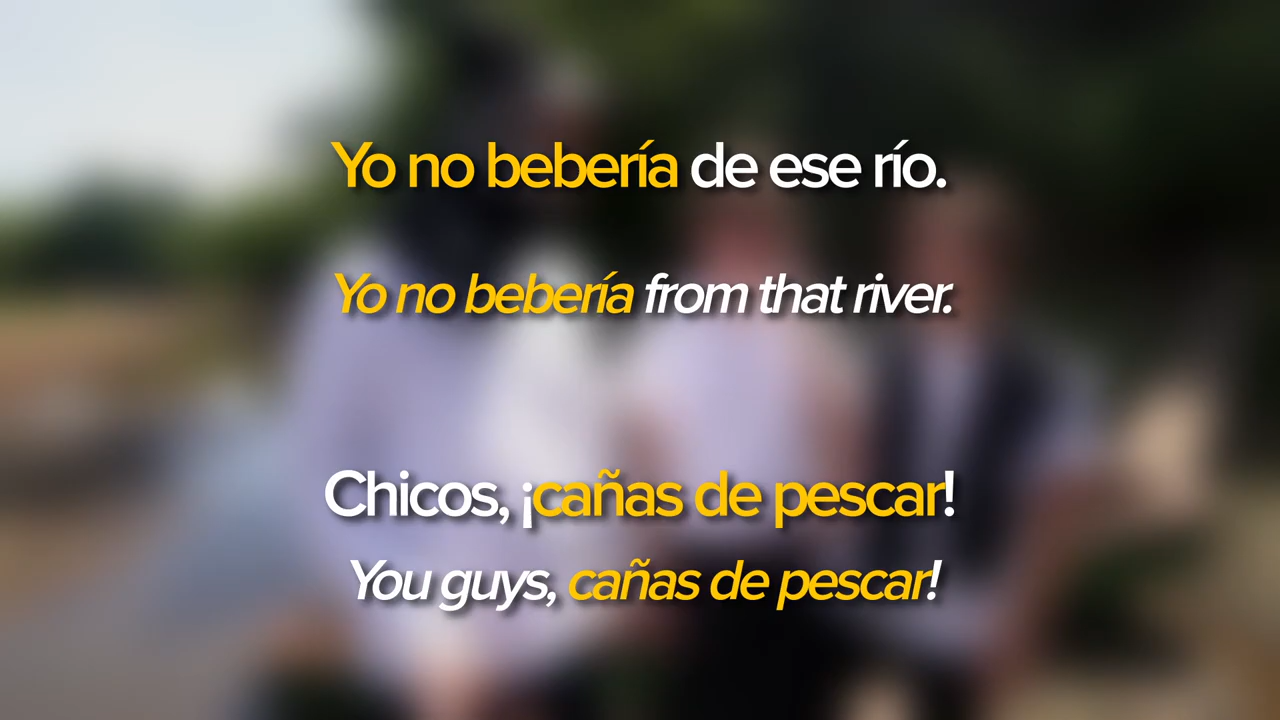 Yo no bebería de ese río.
Yo no bebería from that river.
Chicos, ¡cañas de pescar!
You guys, cañas de pescar!